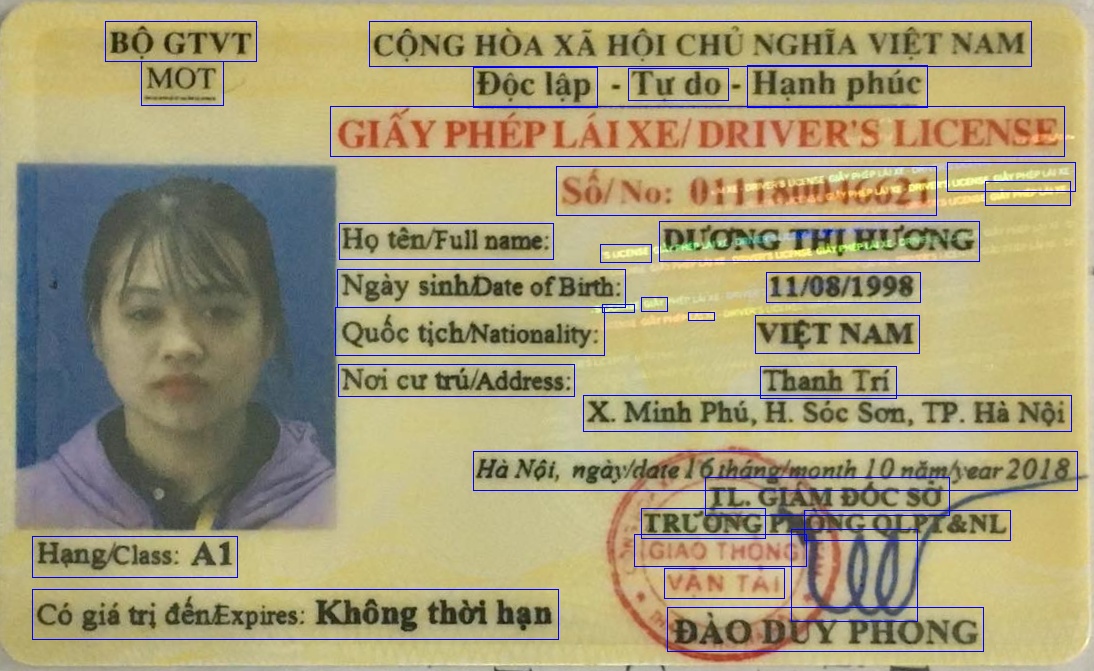 BỘ GTVT
MOT
CỘNG HÒA XÃ HỘI CHỦ NGHĨA VIỆT NAM
Độc lập - Tự do - Hạnh phúc
GIẤY PHÉP LÁI XE/ DRIVER'S LICENSE
Số/ No:
Họ tên/Full name: DƯƠNG THỊ HƯƠNG
Ngày sinh/Date of Birth: 11/08/1998
Quốc tịch/Nationality: VIỆT NAM
Nơi cư trú/Address: Thanh Trí
X. Minh Phú, H. Sóc Sơn, TP. Hà Nội
Hà Nội, ngày/date 16 tháng/month 10 năm/year 2018
TL. GIÁM ĐỐC SỞ
TRƯỞNG PHÒNG QLPT&NL
GIAO THÔNG
VẬN TẢI
Hạng/Class: A1
Có giá trị đến/Expires: Không thời hạn
ĐÀO DUY PHONG